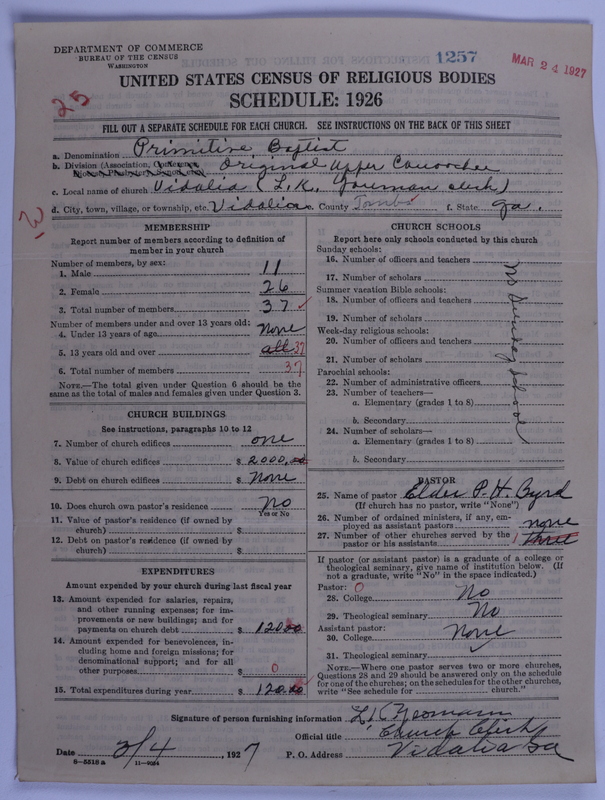 DEPARTMENT OF COMMERCE
BUREAU OF THE CENSUS
WASHINGTON
1257
MAR 24 1927
UNITED STATES CENSUS OF RELIGIOUS BODIES
SCHEDULE: 1926
25
FILL OUT A SEPARATE SCHEDULE FOR EACH CHURCH. SEE INSTRUCTIONS ON THE BACK OF THIS SHEET
a. Denomination Primitive Baptist
b. Division (Association, Original Upper Canoochee
c. Local name of church Vidalia (L.K. Yoeman clerk)
d. City, town, village, or township, etc. Vidalia e. County Toombs f. State Ga.
3
MEMBERSHIP
Report number of members according to definition of
member in your church
Number of members, by sex:
1. Male 11
2. Female 26
3. Total number of members 37
Number of members under and over 13 years old:
4. Under 13 years of age None
5. 13 years old and over all 37
6. Total number of members 37
NOTE.—The total given under Question 6 should be the
same as the total of males and females given under Question 3.
CHURCH BUILDINGS
See instructions, paragraphs 10 to 12
7. Number of church edifices one
8. Value of church edifices $ 2000.00
9. Debt on church edifices $ None
10. Does church own pastor's residence No
Yes or No
11. Value of pastor's residence (if owned by
church) $
12. Debt on pastor's residence (if owned by
church) $
EXPENDITURES
Amount expended by your church during last fiscal year
13. Amount expended for salaries, repairs,
and other running expenses; for im-
provements or new buildings; and for
payments on church debt $ 120.00
14. Amount expended for benevolences, in-
cluding home and foreign missions; for
denominational support; and for all
other purposes $ 0
15. Total expenditures during year $ 120.00
CHURCH SCHOOLS
Report here only schools conducted by this church
Sunday schools:
16. Number of officers and teachers
17. Number of scholars
Summer vacation Bible schools:
18. Number of officers and teachers
19. Number of scholars
Week-day religious schools:
20. Number of officers and teachers
21. Number of scholars
Parochial schools:
22. Number of administrative officers
23. Number of teachers—
a. Elementary (grades 1 to 8)
b. Secondary
24. Number of scholars—
a. Elementary (grades 1 to 8)
b. Secondary
No Sunday School
PASTOR
25. Name of pastor Elder P. H. Byrd
(If church has no pastor, write "None")
26. Number of ordained ministers, if any, em-
ployed as assistant pastors none
27. Number of other churches served by the
pastor or his assistants 1 Three
If pastor (or assistant pastor) is a graduate of a college or
theological seminary, give name of institution below. (If
not a graduate, write "No" in the space indicated.)
Pastor: 0
28. College No
29. Theological seminary No
Assistant pastor:
30. College None
31. Theological seminary
NOTE.—Where one pastor serves two or more churches,
Questions 28 and 29 should be answered only on the schedule
for one of the churches; on the schedules for the other churches,
write "See schedule for church."
Signature of person furnishing information L K Yeomann
Official title Church Clerk
Date 3/4, 1927 P. O. Address Vidalia Ga
8-5518 a 11-9054